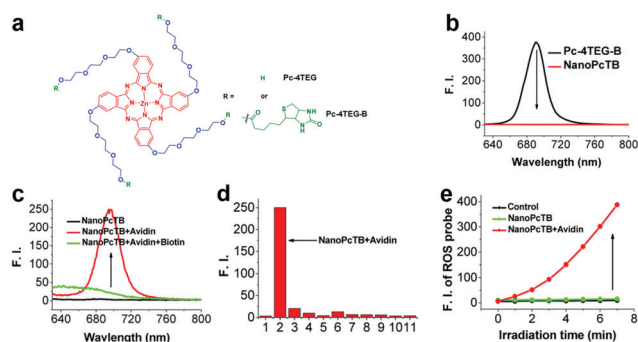 a
R
O
O
O
O
R
O
O
O
O
N
N
N
N
Zn
N
N
N
N
O
O
O
O
R
O
O
O
O
R
R =
H
Pc-4TEG
or
Pc-4TEG-B
O
S
H
NH
N
H
O
b
F. I.
400
300
200
100
0
Pc-4TEG-B
NanoPcTB
640 680 720 760 800
Wavelength (nm)
c
F. I.
250
200
150
100
50
0
NanoPcTB
NanoPcTB+Avidin
NanoPcTB+Avidin+Biotin
640 680 720 760 800
Wavelength (nm)
d
F. I.
250
200
150
100
50
0
NanoPcTB+Avidin
1 2 3 4 5 6 7 8 9 10 11
e
F. I. of ROS probe
400
300
200
100
0
Control
NanoPcTB
NanoPcTB+Avidin
0 2 4 6 8
Irradiation time (min)